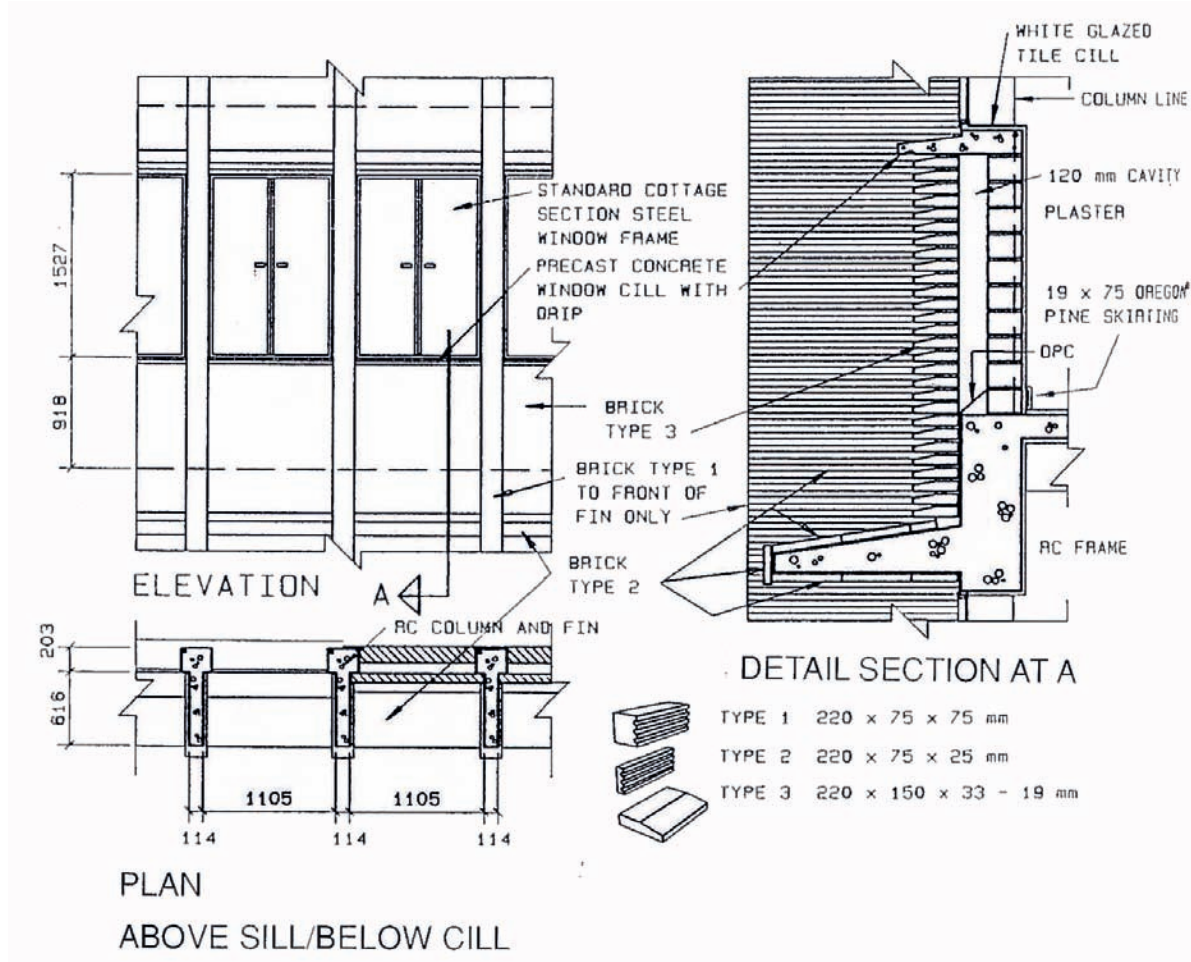 WHITE GLAZED
TILE CILL
COLUMN LINE
120 mm CAVITY
PLASTER
19 x 75 OREGON
PINE SKIRTING
DPC
STANDARD COTTAGE
SECTION STEEL
WINDOW FRAME
PRECAST CONCRETE
WINDOW CILL WITH
DRIP
BRICK
TYPE 3
BRICK TYPE 1
TO FRONT OF
FIN ONLY
BRICK
TYPE 2
RC FRAME
1527
918
ELEVATION
A
RC COLUMN AND FIN
203
616
1105
1105
114
114
114
DETAIL SECTION AT A
TYPE 1 220 x 75 x 75 mm
TYPE 2 220 x 75 x 25 mm
TYPE 3 220 x 150 x 33 - 19 mm
PLAN
ABOVE SILL/BELOW CILL